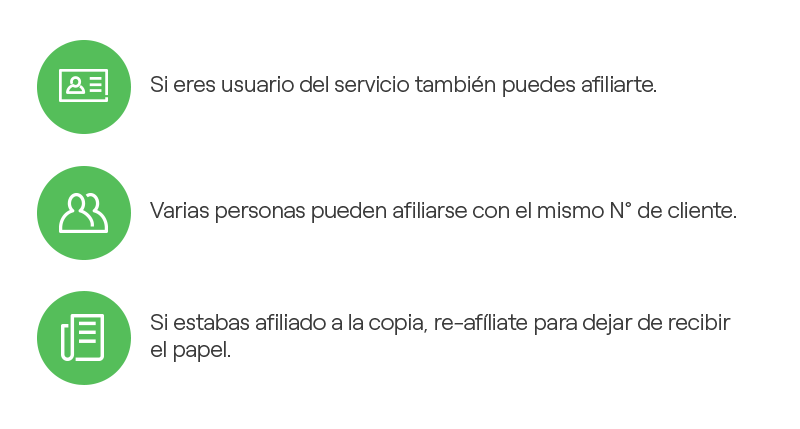 Si eres usuario del servicio también puedes afiliarte.
Varias personas pueden afiliarse con el mismo N° de cliente.
Si estabas afiliado a la copia, re-afíliate para dejar de recibir
el papel.